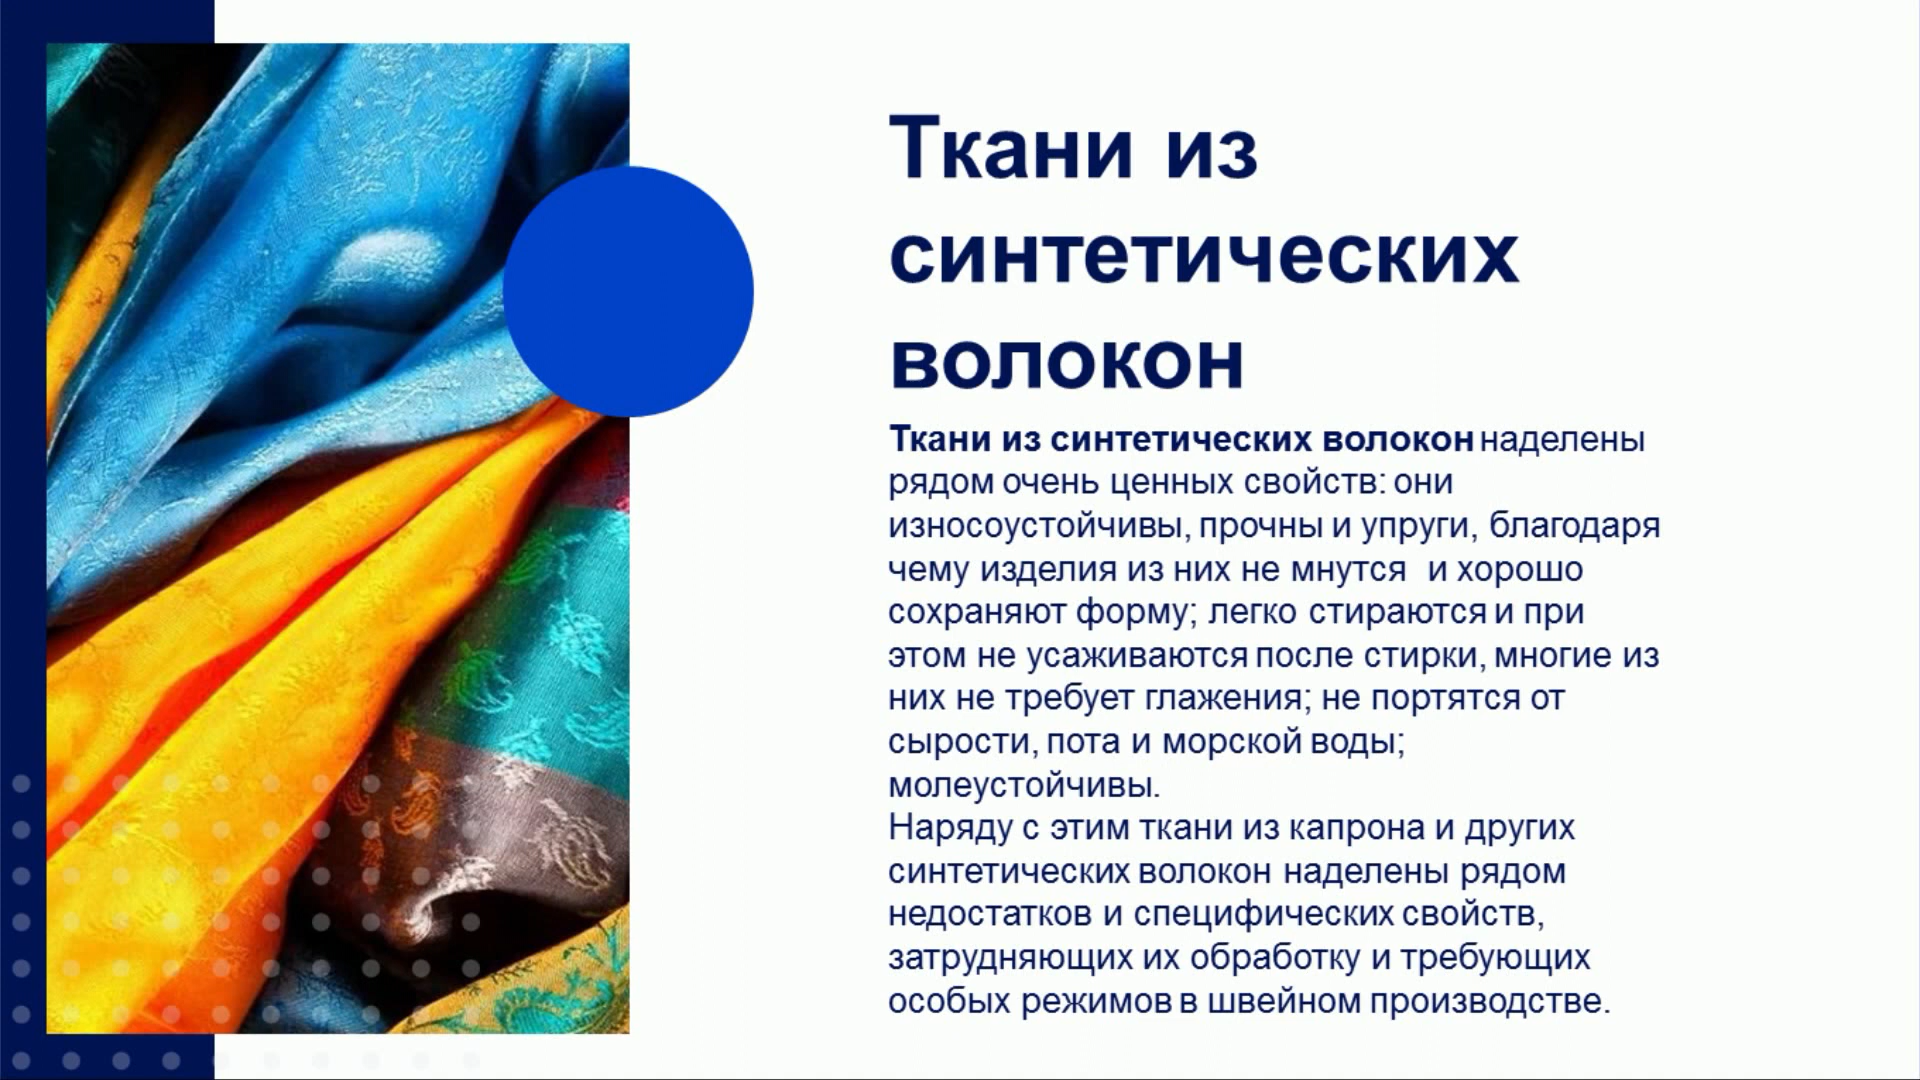 Ткани из
синтетических
волокон
Ткани из синтетических волокон наделены
рядом очень ценных свойств: они
износоустойчивы, прочны и упруги, благодаря
чему изделия из них не мнутся  и хорошо
сохраняют форму; легко стираются и при
этом не усаживаются после стирки, многие из
них не требует глажения; не портятся от
сырости, пота и морской воды;
молеустойчивы.
Наряду с этим ткани из капрона и других
синтетических волокон наделены рядом
недостатков и специфических свойств,
затрудняющих их обработку и требующих
особых режимов в швейном производстве.